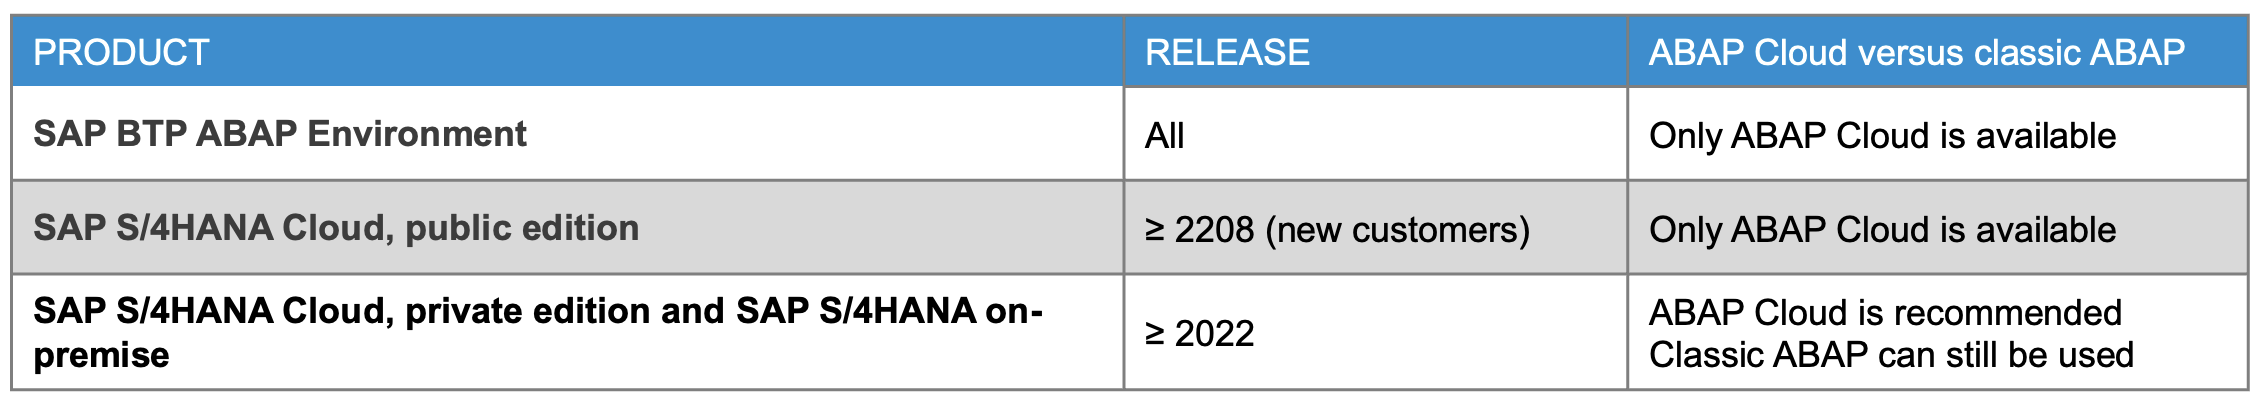 PRODUCT RELEASE ABAP Cloud versus classic ABAP
SAP BTP ABAP Environment All Only ABAP Cloud is available
SAP S/4HANA Cloud, public edition ≥ 2208 (new customers) Only ABAP Cloud is available
SAP S/4HANA Cloud, private edition and SAP S/4HANA on-
premise
≥ 2022
ABAP Cloud is recommended
Classic ABAP can still be used